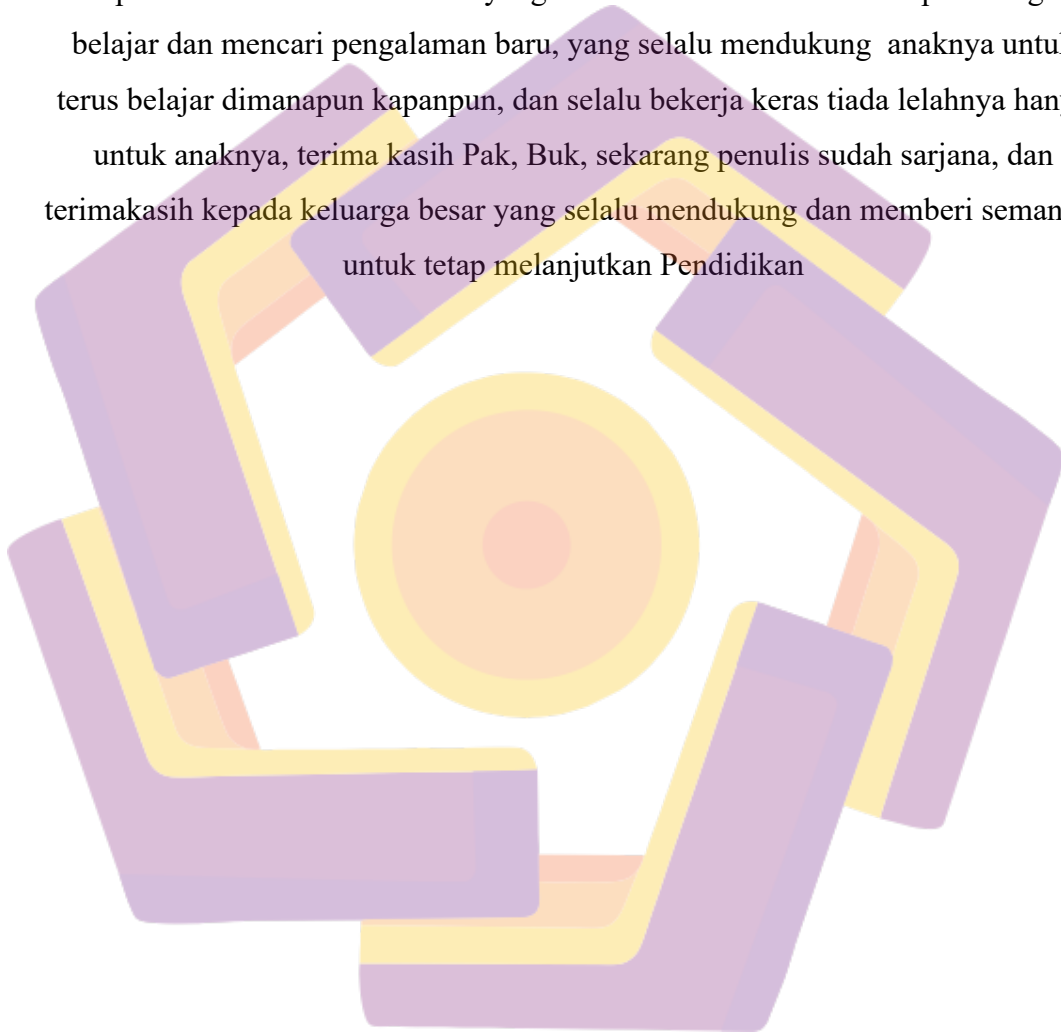 yang
belajar dan mencari pengalaman baru, yang selalu mendukung anaknya untuk
terus belajar dimanapun kapanpun, dan selalu bekerja keras tiada lelahnya
untuk anaknya, terima kasih Pak, Buk, sekarang penulis sudah sarjana, dan
terimakasih kepada keluarga besar yang selalu mendukung dan memberi
untuk tetap melanjutkan Pendidikan